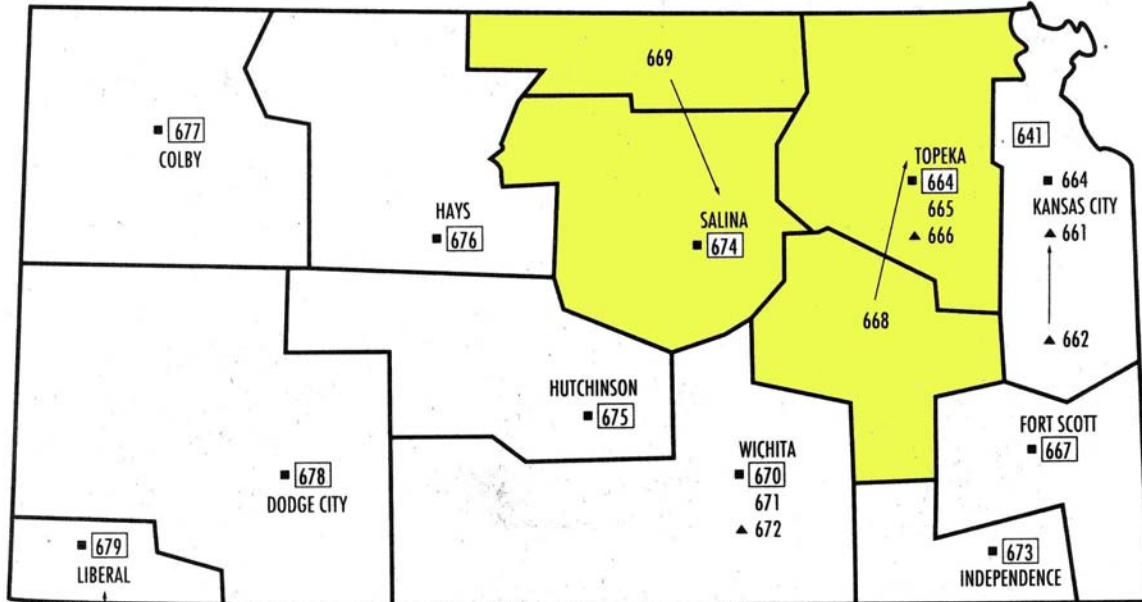 669
677
COLBY
641
TOPEKA
664
665
666
664
KANSAS CITY
661
HAYS
676
SALINA
674
668
662
HUTCHINSON
675
FORT SCOTT
667
WICHITA
670
671
672
678
DODGE CITY
679
LIBERAL
673
INDEPENDENCE